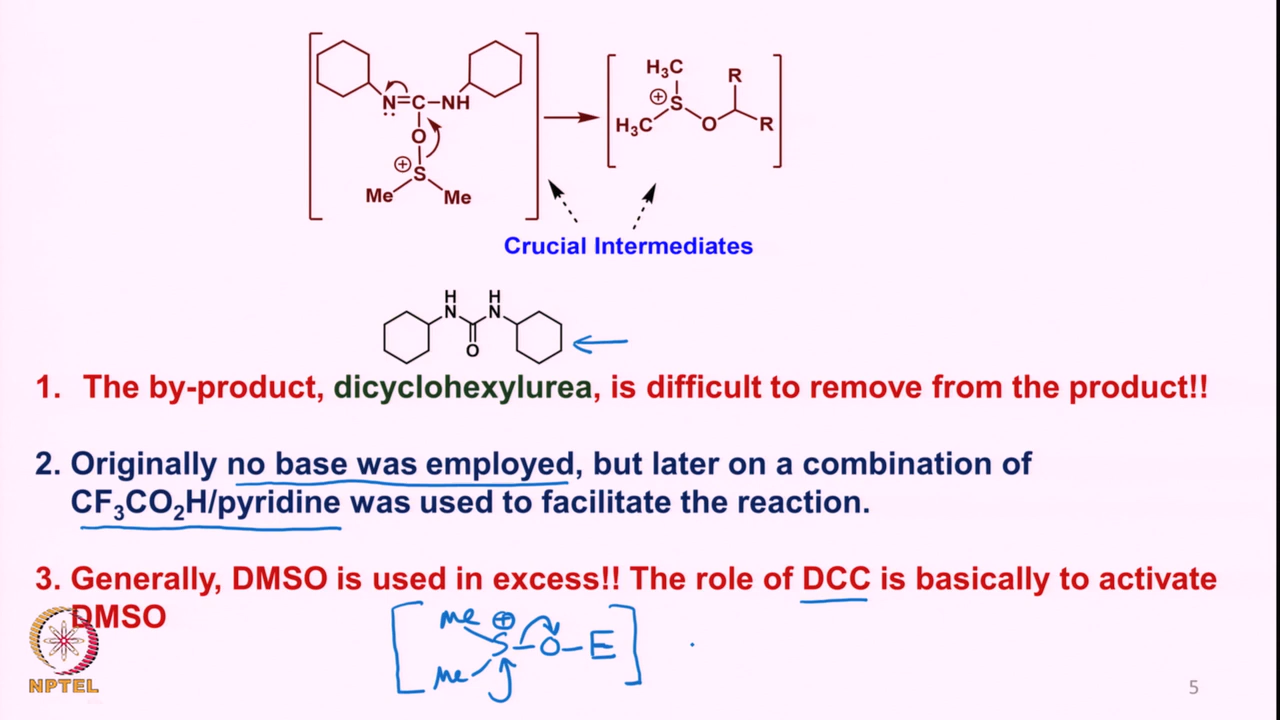 N=C–NH
O
⊕
S
Me Me
H₃C R
⊕
S
H₃C O R
Crucial Intermediates
H H
N N
O
1. The by-product, dicyclohexylurea, is difficult to remove from the product!!
2. Originally no base was employed, but later on a combination of
CF₃CO₂H/pyridine was used to facilitate the reaction.
3. Generally, DMSO is used in excess!! The role of DCC is basically to activate
DMSO
Me ⊕
S–O–E
Me
NPTEL
5